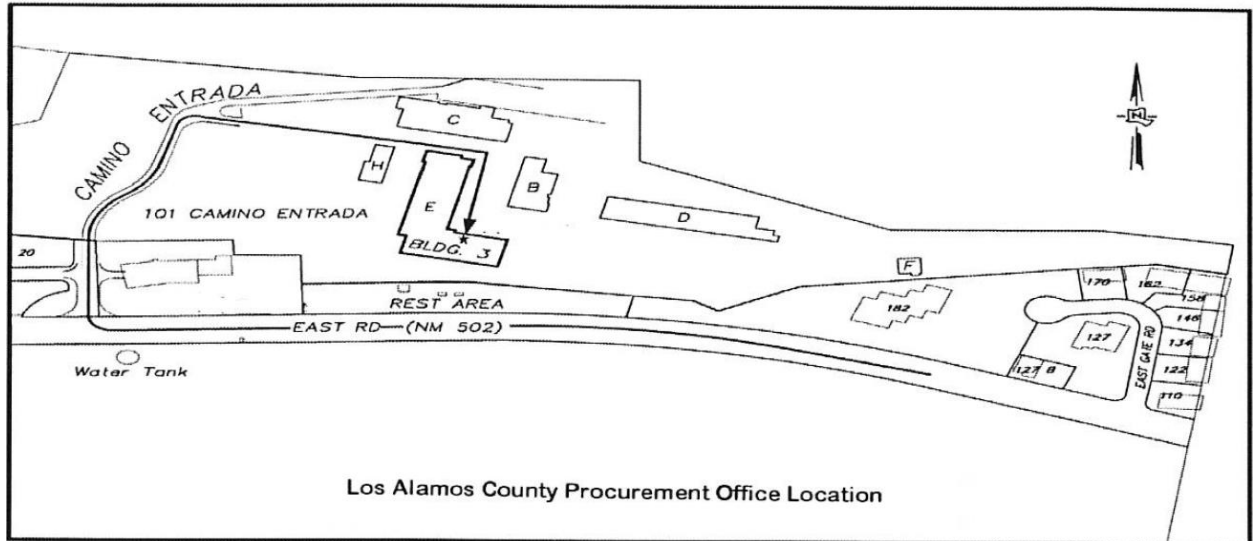 CAMINO ENTRADA
N
C
H
B
E
D
101 CAMINO ENTRADA
BLDG. 3
20
F
170
162
158
REST AREA
182
146
EAST RD (NM 502)
127
134
EAST GATE RD
Water Tank
127 B
122
110
Los Alamos County Procurement Office Location